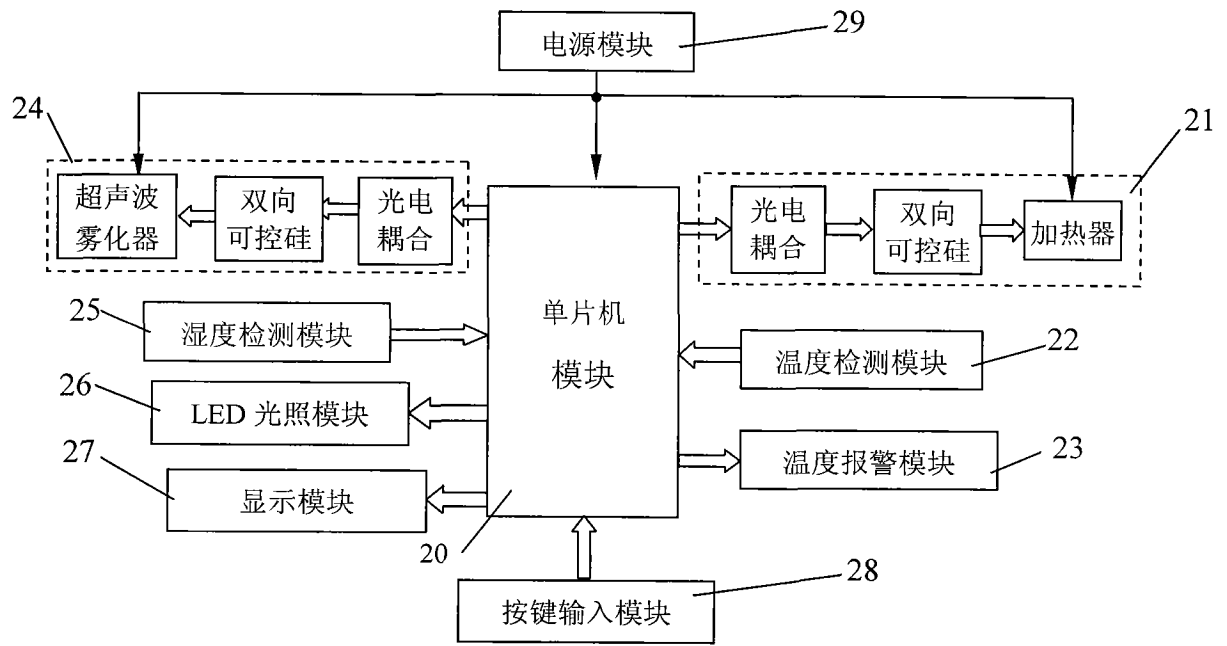 电源模块
29
24
21
超声波
雾化器
双向
可控硅
光电
耦合
光电
耦合
双向
可控硅
加热器
单片机
模块
25
湿度检测模块
温度检测模块
22
26
LED 光照模块
温度报警模块
23
27
显示模块
20
按键输入模块
28